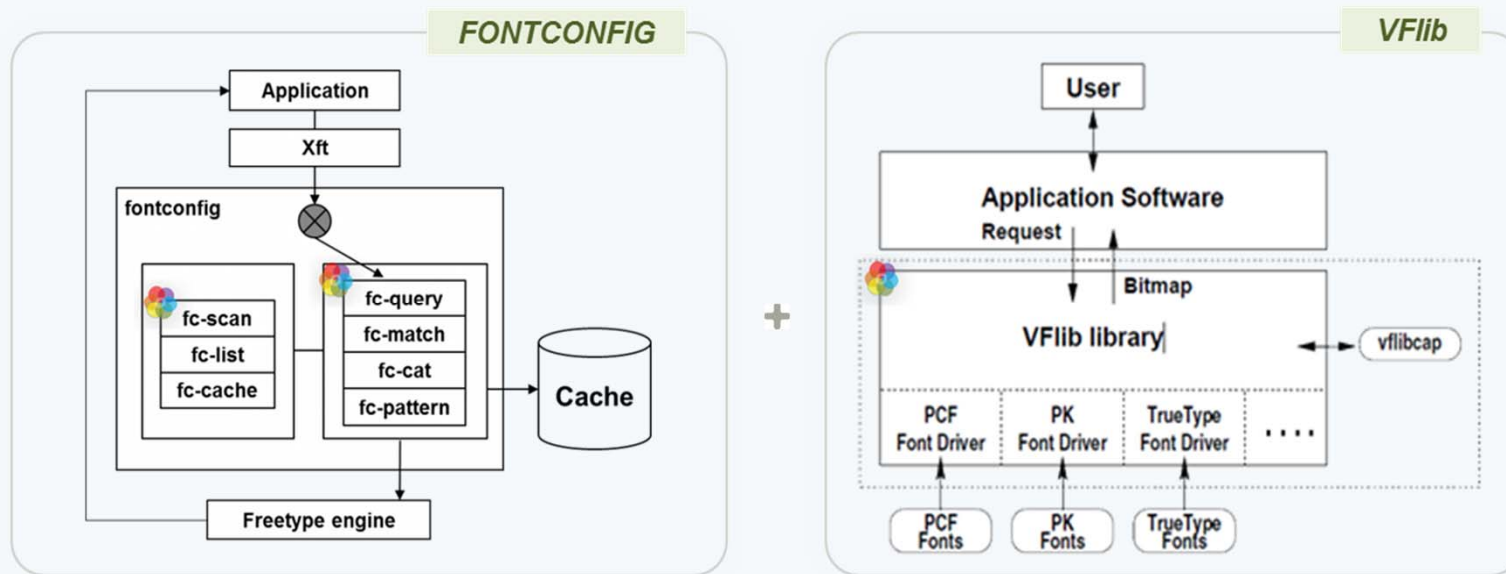 FONTCONFIG
Application
Xft
fontconfig
fc-scan
fc-list
fc-cache
fc-query
fc-match
fc-cat
fc-pattern
Cache
Freetype engine
+
VFlib
User
Application Software
Request
Bitmap
VFlib library
vflibcap
PCF
Font Driver
PK
Font Driver
TrueType
Font Driver
....
PCF
Fonts
PK
Fonts
TrueType
Fonts